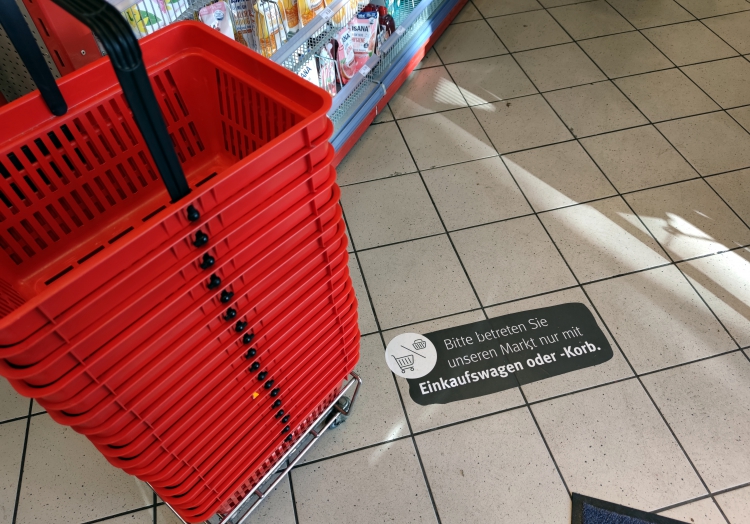 Bitte betreten Sie
unseren Markt nur mit
Einkaufswagen oder -Korb.